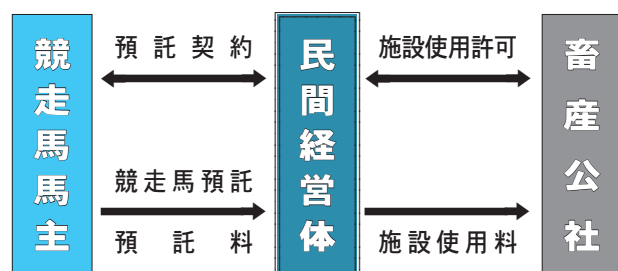 競走馬馬主
預託契約
競走馬預託
預託料
民間経営体
施設使用許可
施設使用料
畜産公社